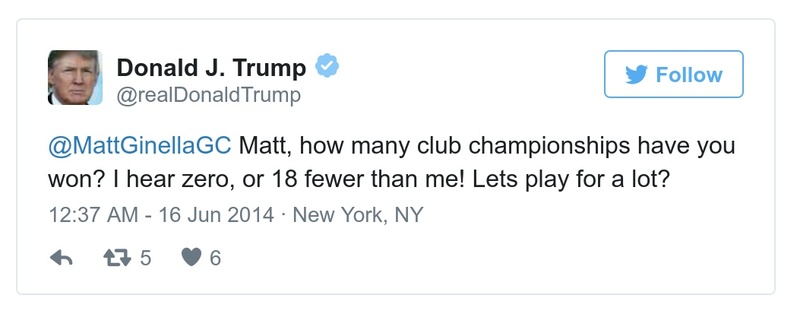 Donald J. Trump
@realDonaldTrump
Follow
@MattGinellaGC Matt, how many club championships have you
won? I hear zero, or 18 fewer than me! Lets play for a lot?
12:37 AM - 16 Jun 2014 · New York, NY
5 6